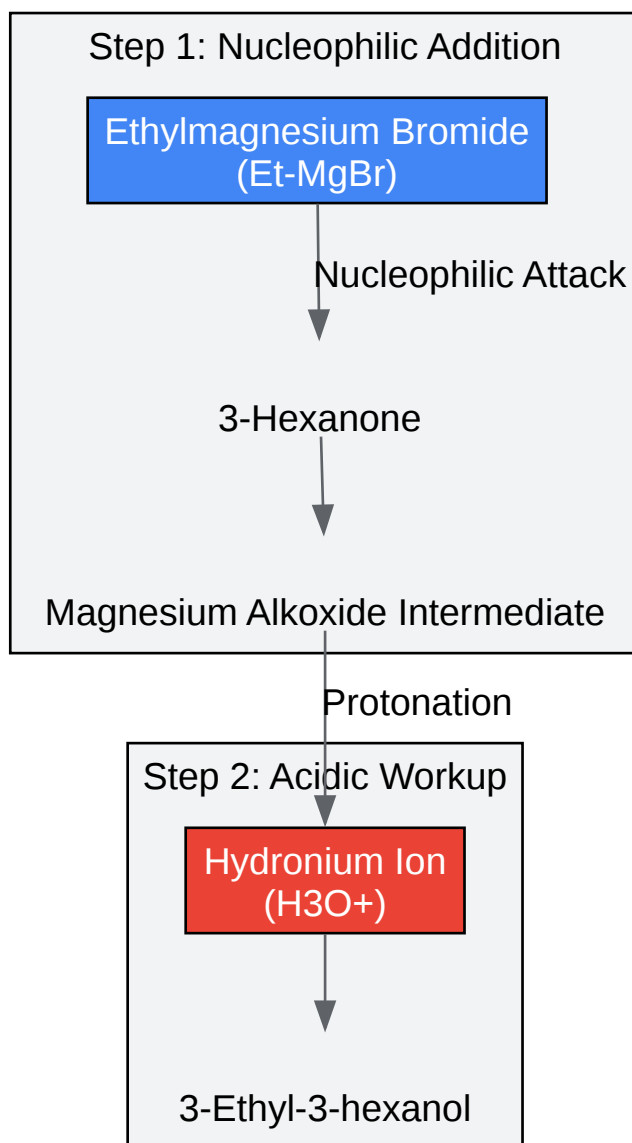 Step 1: Nucleophilic Addition
Ethylmagnesium Bromide
(Et-MgBr)
Nucleophilic Attack
3-Hexanone
Magnesium Alkoxide Intermediate
Protonation
Step 2: Acidic Workup
Hydronium Ion
(H3O+)
3-Ethyl-3-hexanol